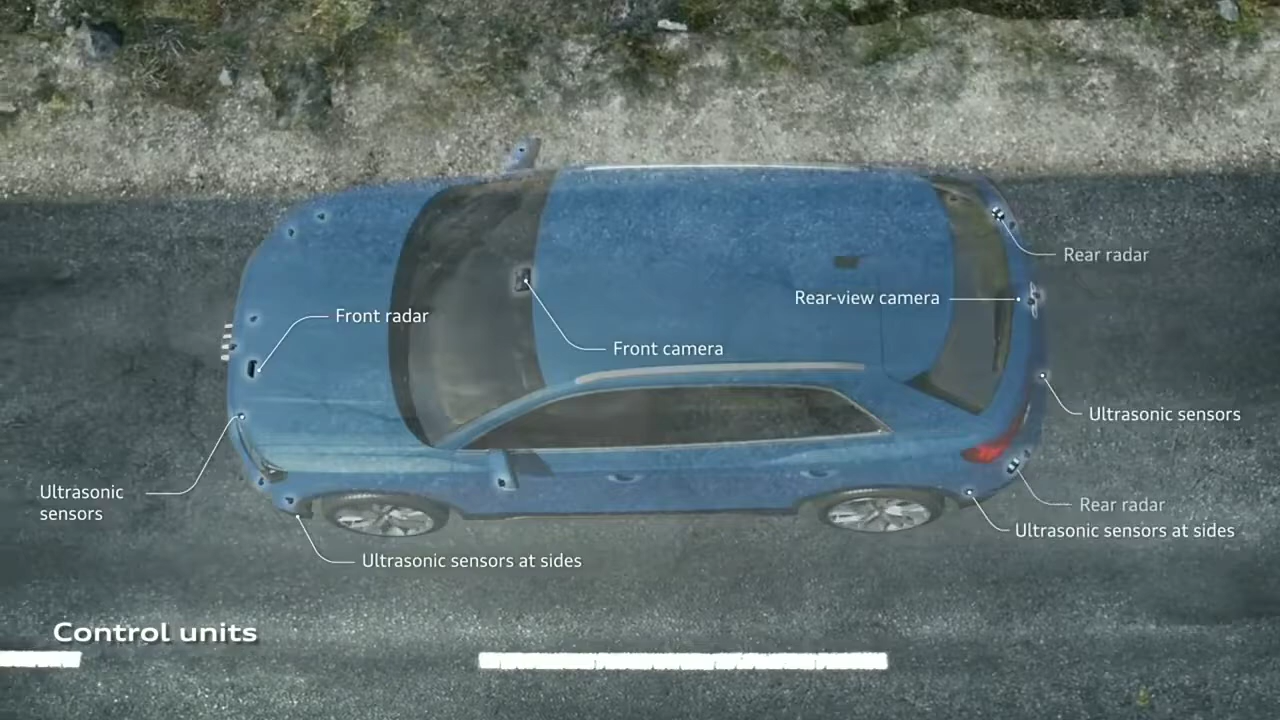 Rear radar
Rear-view camera
Front radar
Front camera
Ultrasonic sensors
Ultrasonic
sensors
Rear radar
Ultrasonic sensors at sides
Ultrasonic sensors at sides
Control units